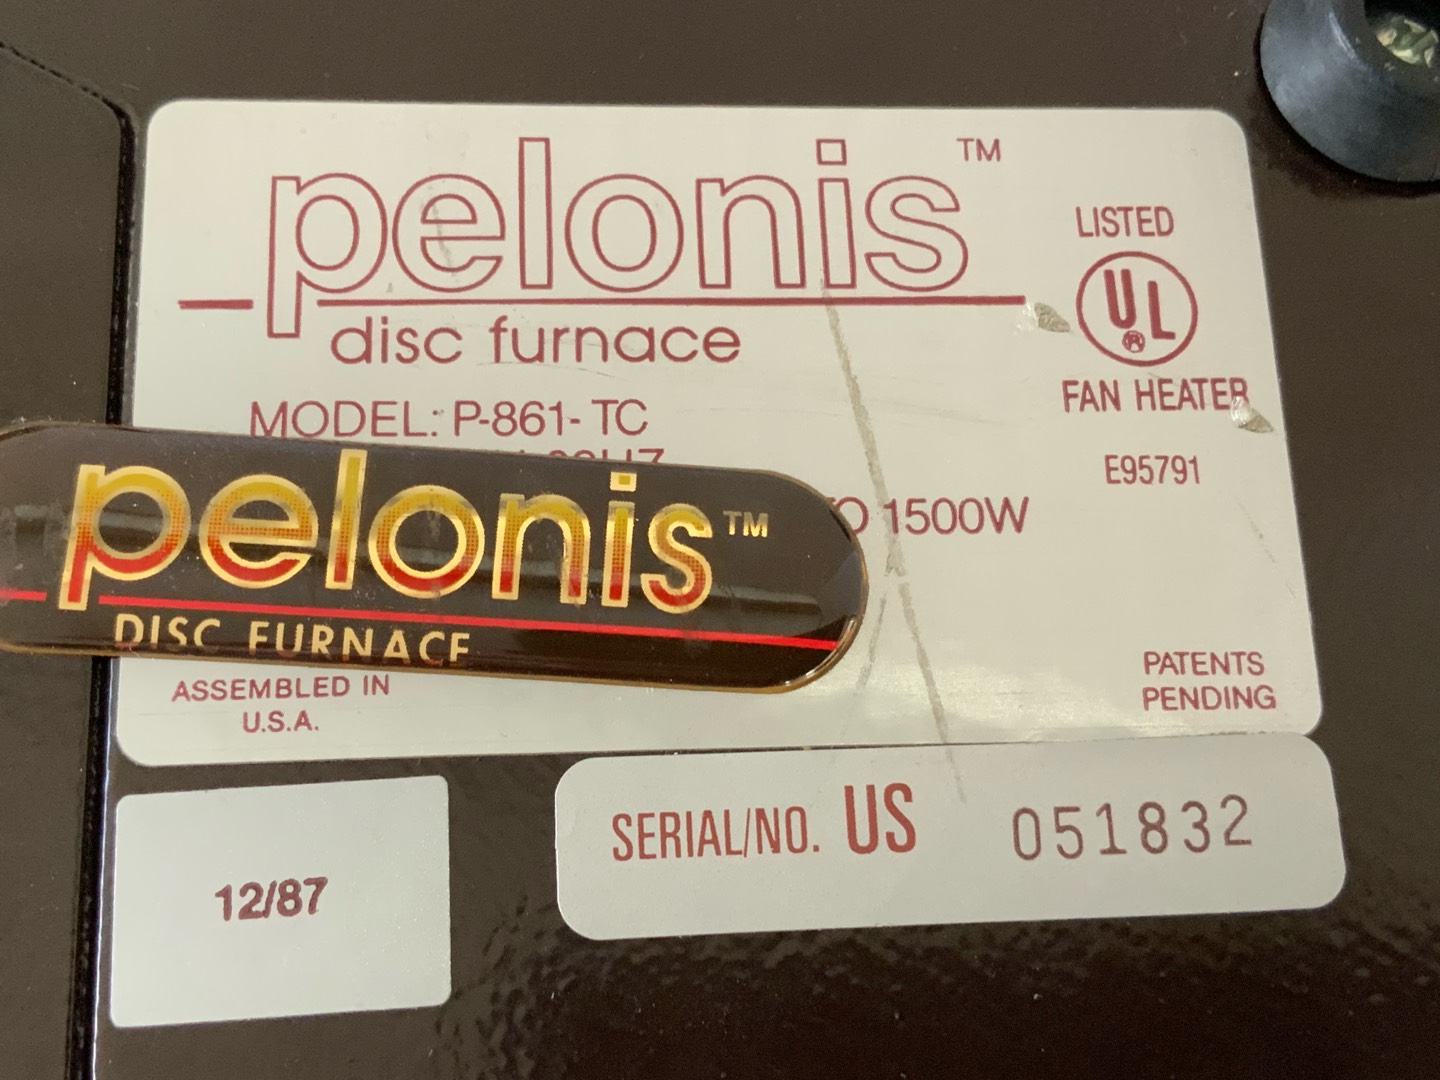 pelonis™
disc furnace
LISTED
UL®
FAN HEATER
E95791
MODEL: P-861-TC
1500W
pelonis™
DISC FURNACE
ASSEMBLED IN
U.S.A.
PATENTS
PENDING
12/87
SERIAL/NO. US 051832